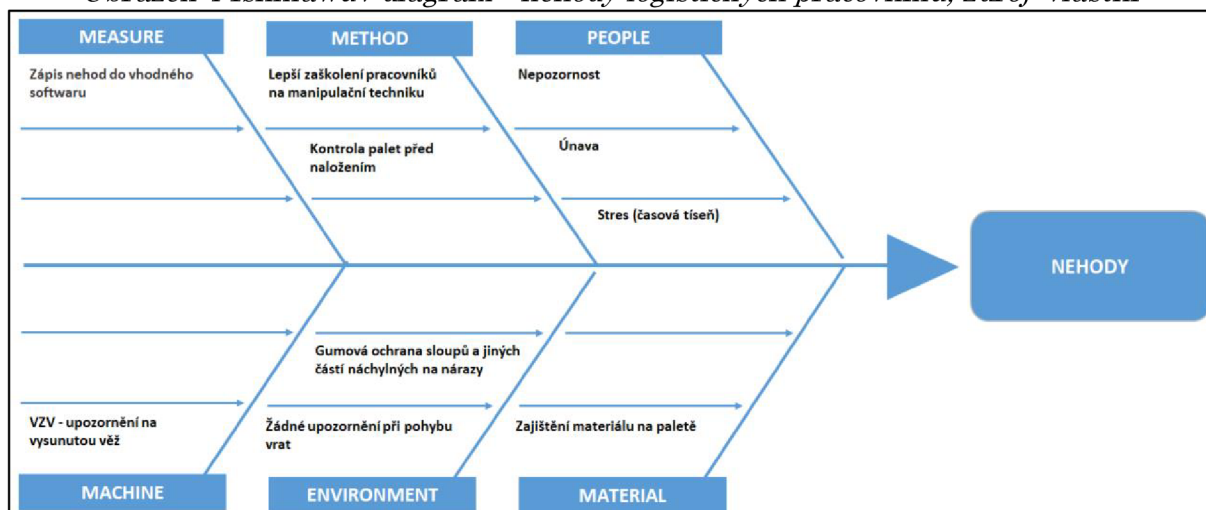 MEASURE
METHOD
PEOPLE
Zápis nehod do vhodného
softwaru
Lepší zaškolení pracovníků
na manipulační techniku
Nepozornost
Kontrola palet před
naložením
Únava
Stres (časová tíseň)
NEHODY
Gumová ochrana sloupů a jiných
částí náchylných na nárazy
VZV - upozornění na
vysunutou věž
Žádné upozornění při pohybu
vrat
Zajištění materiálu na paletě
MACHINE
ENVIRONMENT
MATERIAL